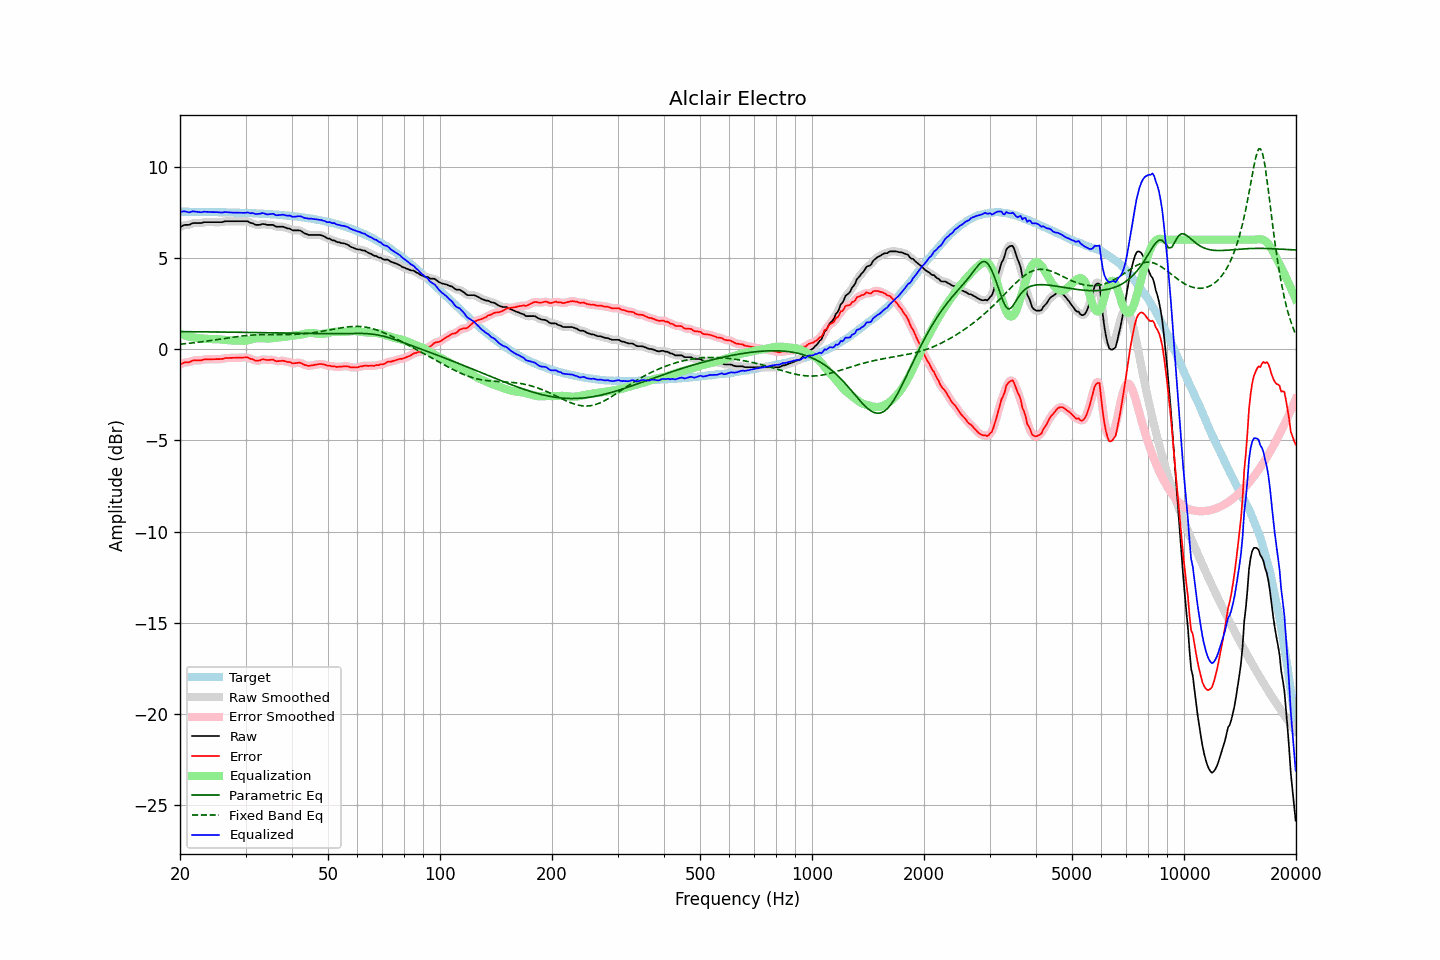 Alclair Electro
10
5
0
−5
−10
−15
−20
−25
Amplitude (dBr)
Target
Raw Smoothed
Error Smoothed
Raw
Error
Equalization
Parametric Eq
Fixed Band Eq
Equalized
20 50 100 200 500 1000 2000 5000 10000 20000
Frequency (Hz)